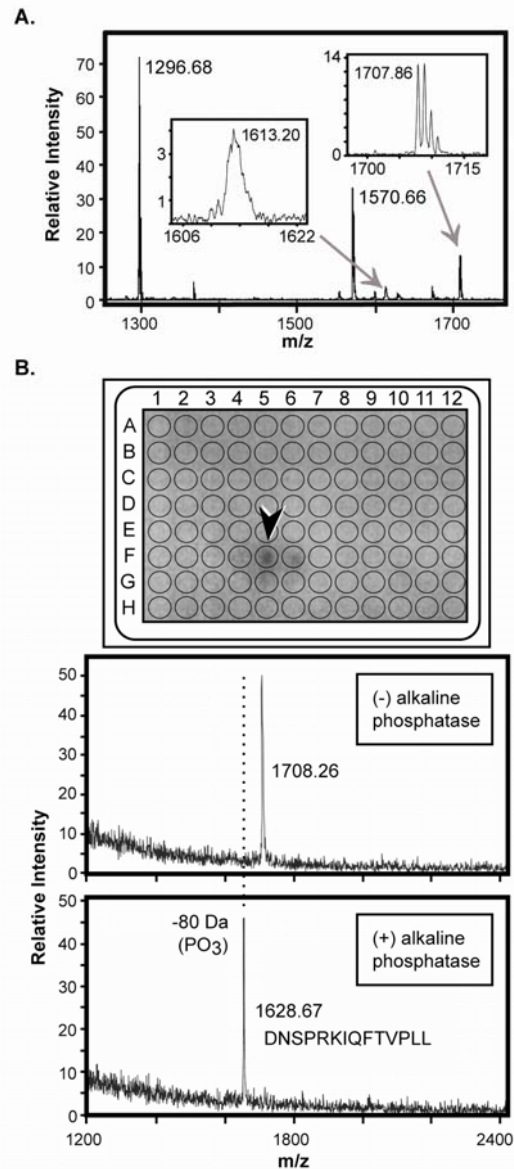 A.
Relative Intensity
70
60
50
40
30
20
10
0
1296.68
1613.20
3
1
1606 1622
1707.86
14
0
1700 1715
1570.66
1300 1500 1700
m/z
B.
1 2 3 4 5 6 7 8 9 10 11 12
A
B
C
D
E
F
G
H
Relative Intensity
50
40
30
20
10
0
1708.26
(-) alkaline
phosphatase
50
40
30
20
10
0
-80 Da
(PO3)
1628.67
DNSPRKIQFTVPLL
(+) alkaline
phosphatase
1200 1800 2400
m/z